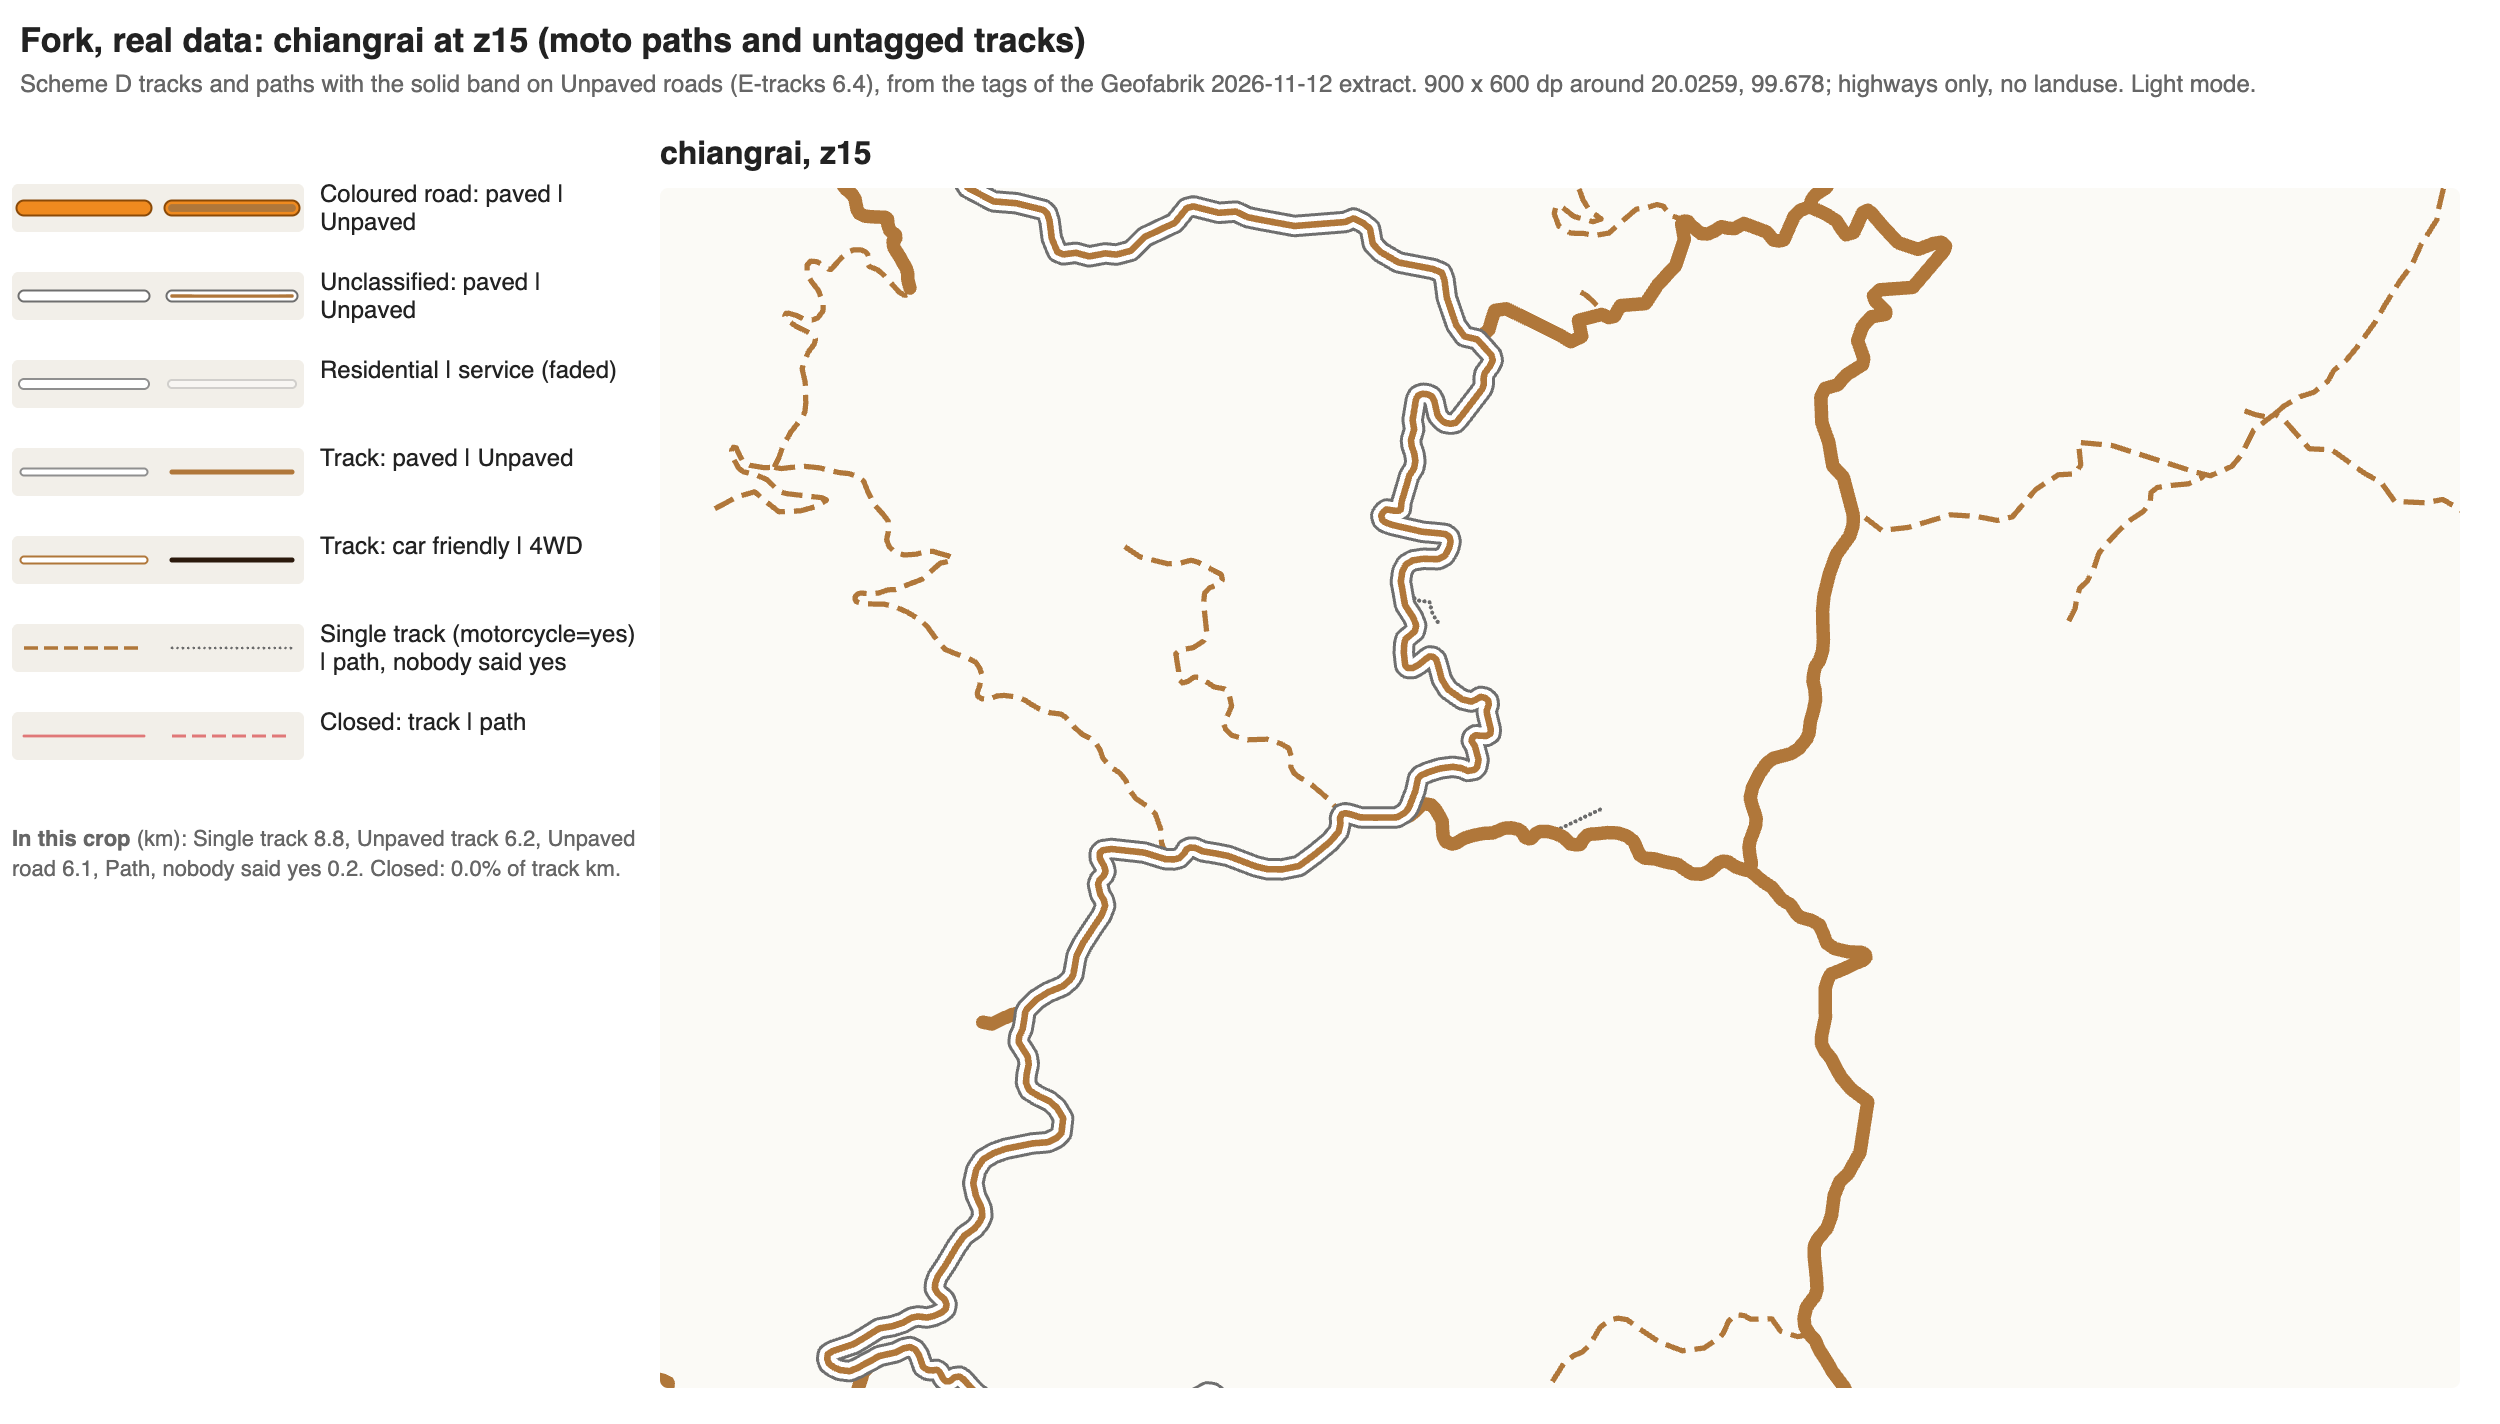 Fork, real data: chiangrai at z15 (moto paths and untagged tracks)
Scheme D tracks and paths with the solid band on Unpaved roads (E-tracks 6.4), from the tags of the Geofabrik 2026-11-12 extract. 900 x 600 dp around 20.0259, 99.678; highways only, no landuse. Light mode.
chiangrai, z15
Coloured road: paved |
Unpaved
Unclassified: paved |
Unpaved
Residential | service (faded)
Track: paved | Unpaved
Track: car friendly | 4WD
Single track (motorcycle=yes)
| path, nobody said yes
Closed: track | path
In this crop (km): Single track 8.8, Unpaved track 6.2, Unpaved
road 6.1, Path, nobody said yes 0.2. Closed: 0.0% of track km.